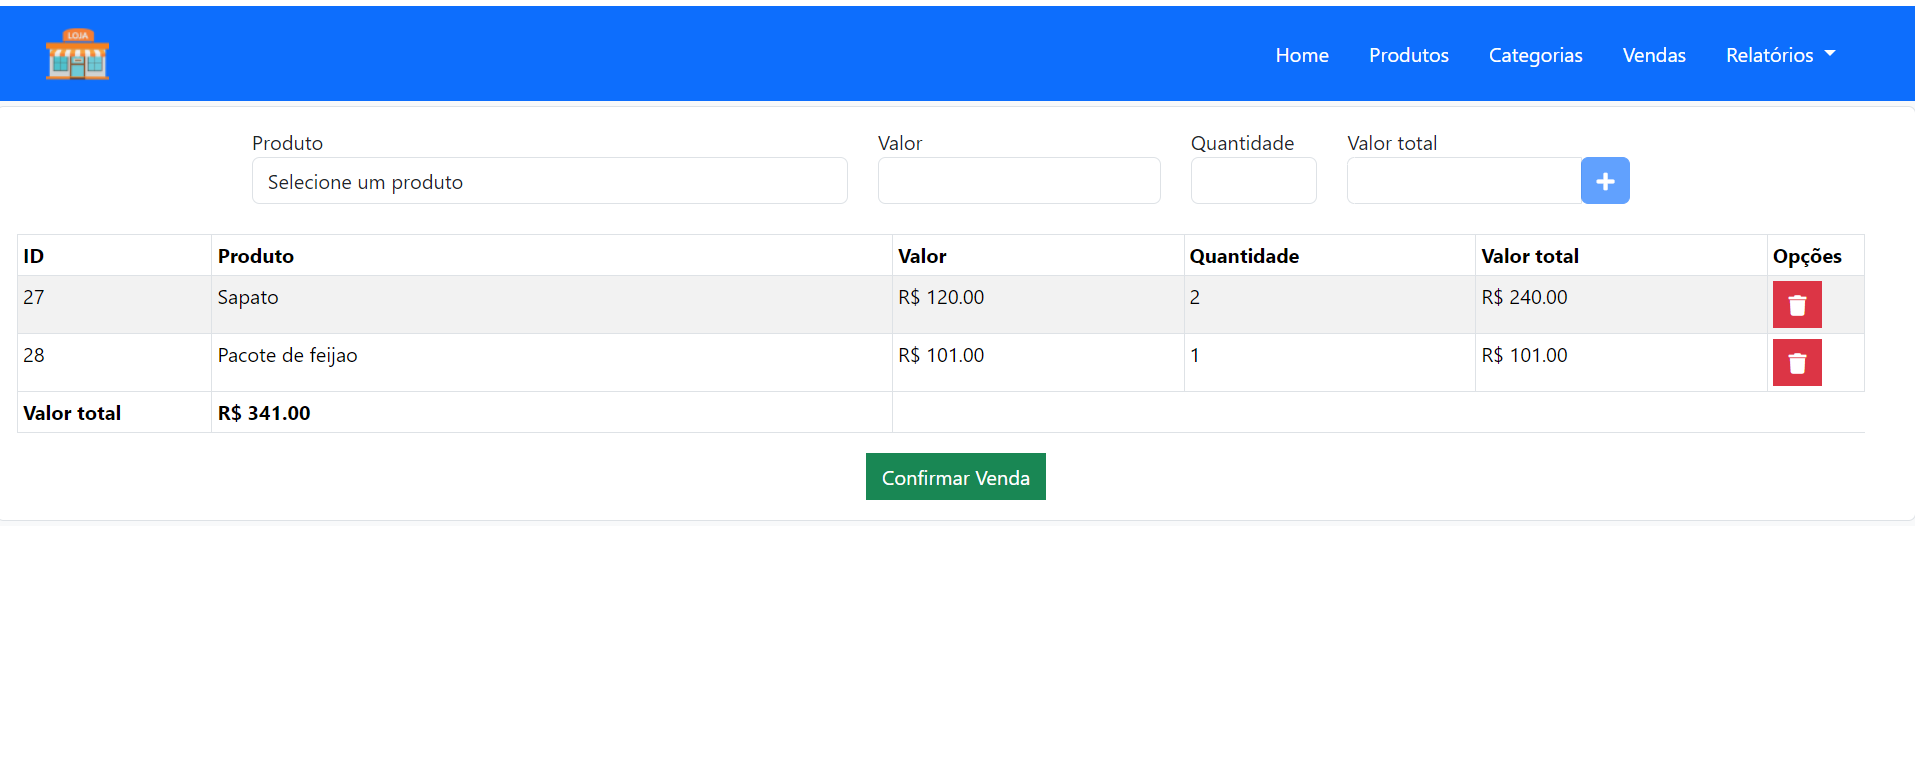 LOJA
Home Produtos Categorias Vendas Relatórios
Produto Valor Quantidade Valor total
Selecione um produto
ID Produto Valor Quantidade Valor total Opções
27 Sapato R$ 120.00 2 R$ 240.00
28 Pacote de feijao R$ 101.00 1 R$ 101.00
Valor total R$ 341.00
Confirmar Venda